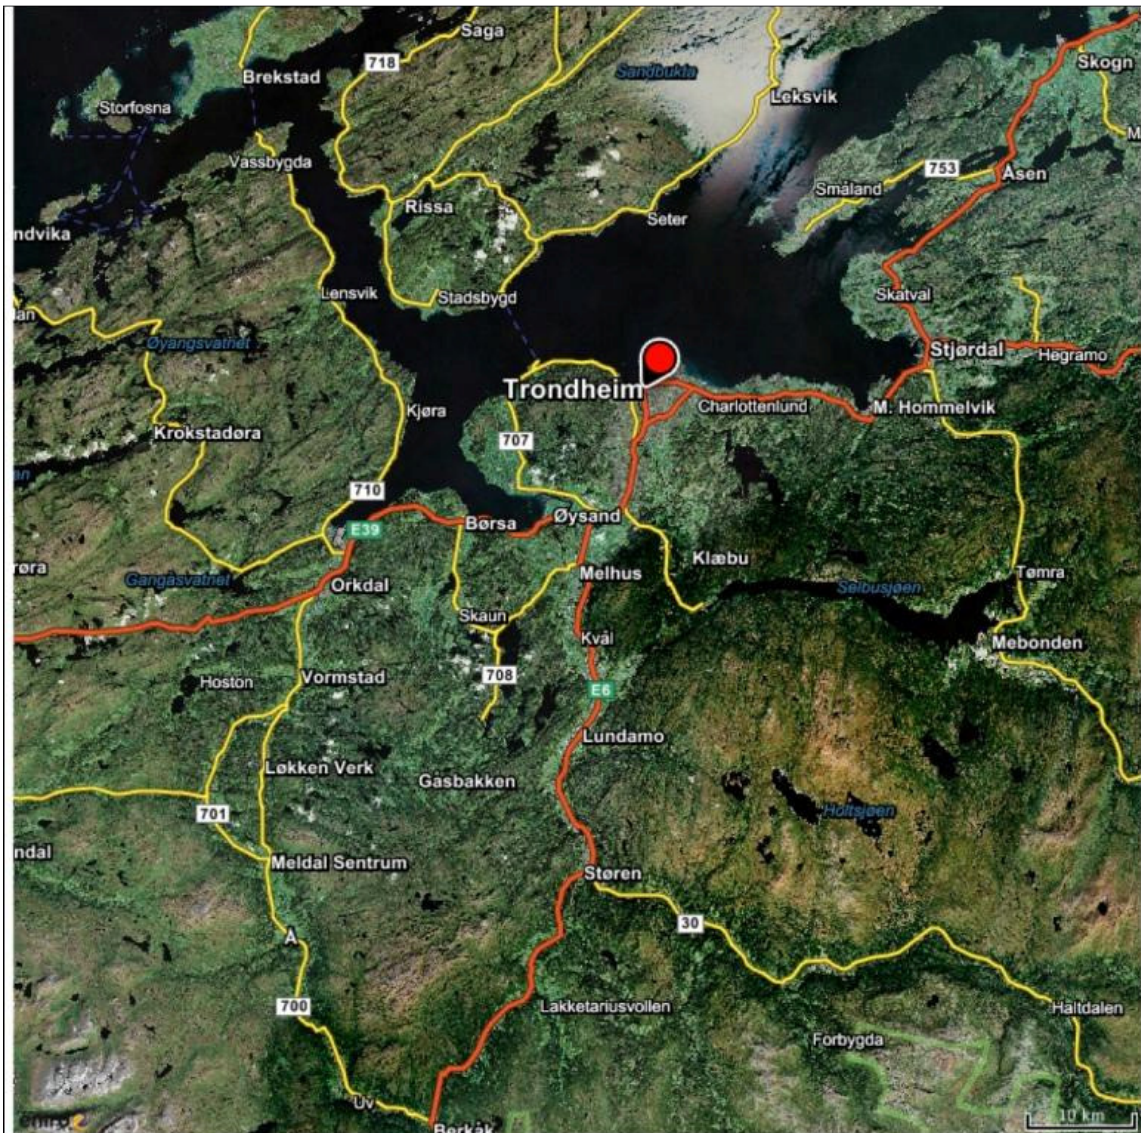 Saga
718
Skogn
Brekstad
Sandbukta
Leksvik
Storfosna
Vassbygda
753
Åsen
Småland
Rissa
Seter
ndvika
Lensvik
Stadsbygd
Skatval
Øyangsvatnet
Stjørdal
Hegramo
Trondheim
Charlottenlund
M. Hommelvik
Kjøra
Krokstadøra
707
710
Børsa
Øysand
E39
Klæbu
Melhus
Tømra
røra
Gangåsvatnet
Orkdal
Selbusjøen
Skaun
Kvål
Mebonden
Hoston
Vormstad
708
E6
Lundamo
Løkken Verk
Gasbakken
701
Holtsjøen
ndal
Meldal Sentrum
Støren
30
Å
700
Lakketariusvollen
Haltdalen
Forbygda
Uv
10 km
Berkåk